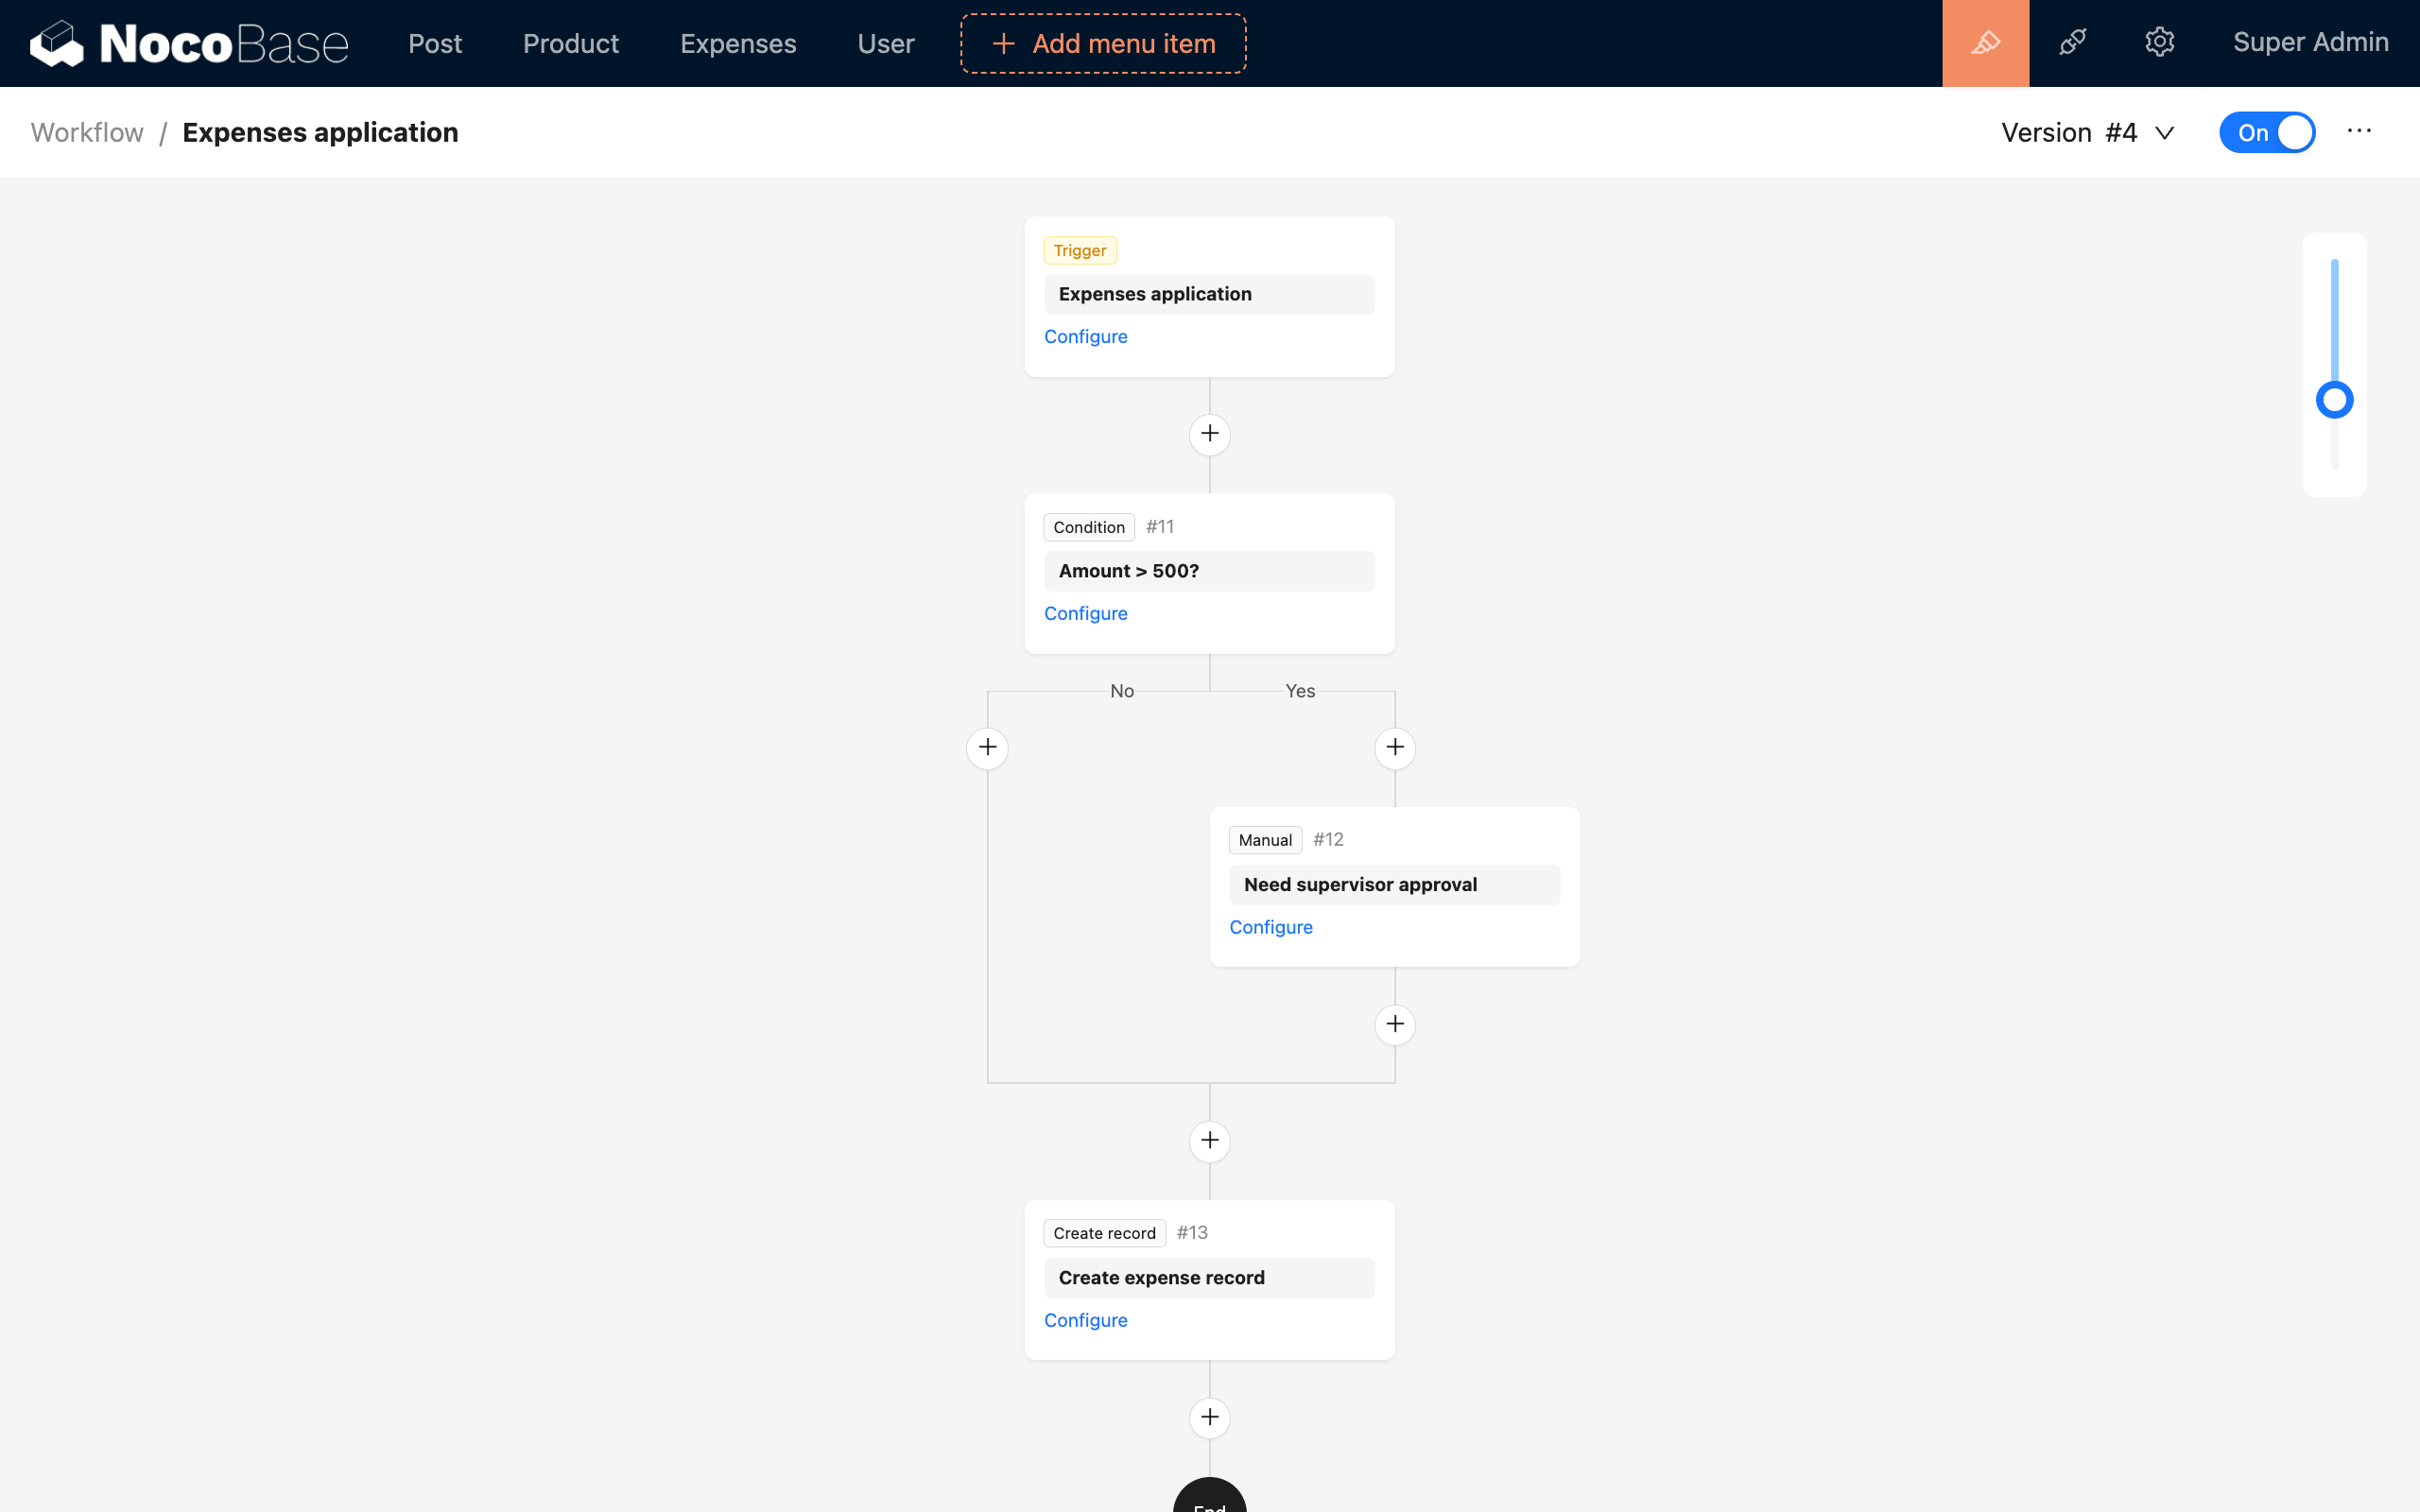 NocoBase Post Product Expenses User + Add menu item Super Admin
Workflow / Expenses application Version #4 On ...
Trigger
Expenses application
Configure
Condition #11
Amount > 500?
Configure
No Yes
Manual #12
Need supervisor approval
Configure
Create record #13
Create expense record
Configure
End